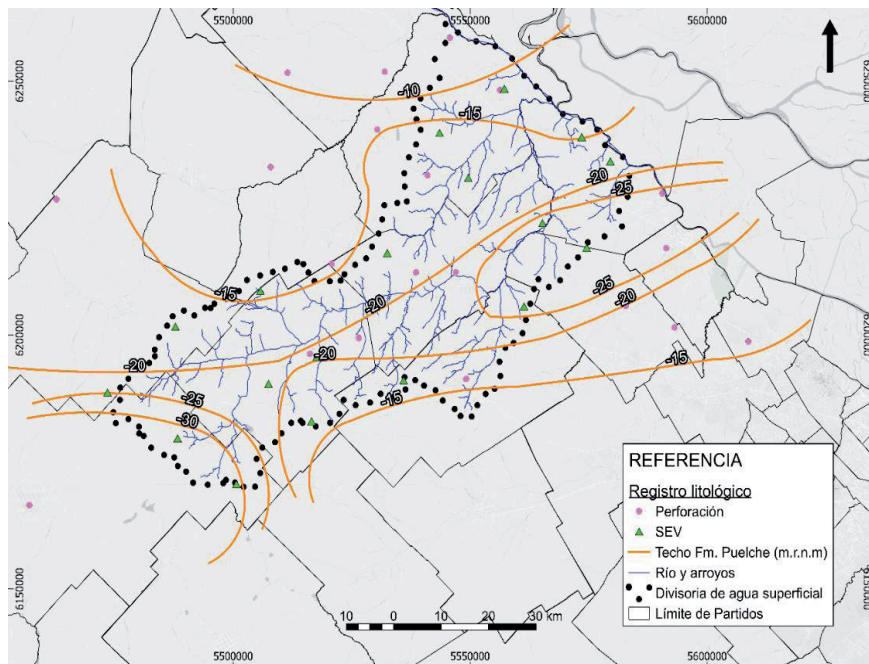 5500000 5550000 5600000
6250000 6250000
-10
-15
-20
-25
-15
-20
-25
-20
-20 -20
-15
-25
-15
-30
6200000 6200000
REFERENCIA
Registro litológico
Perforación
SEV
Techo Fm. Puelche (m.r.n.m)
Río y arroyos
Divisoria de agua superficial
Límite de Partidos
6150000 6150000
10 0 10 20 30 km
5500000 5550000 5600000